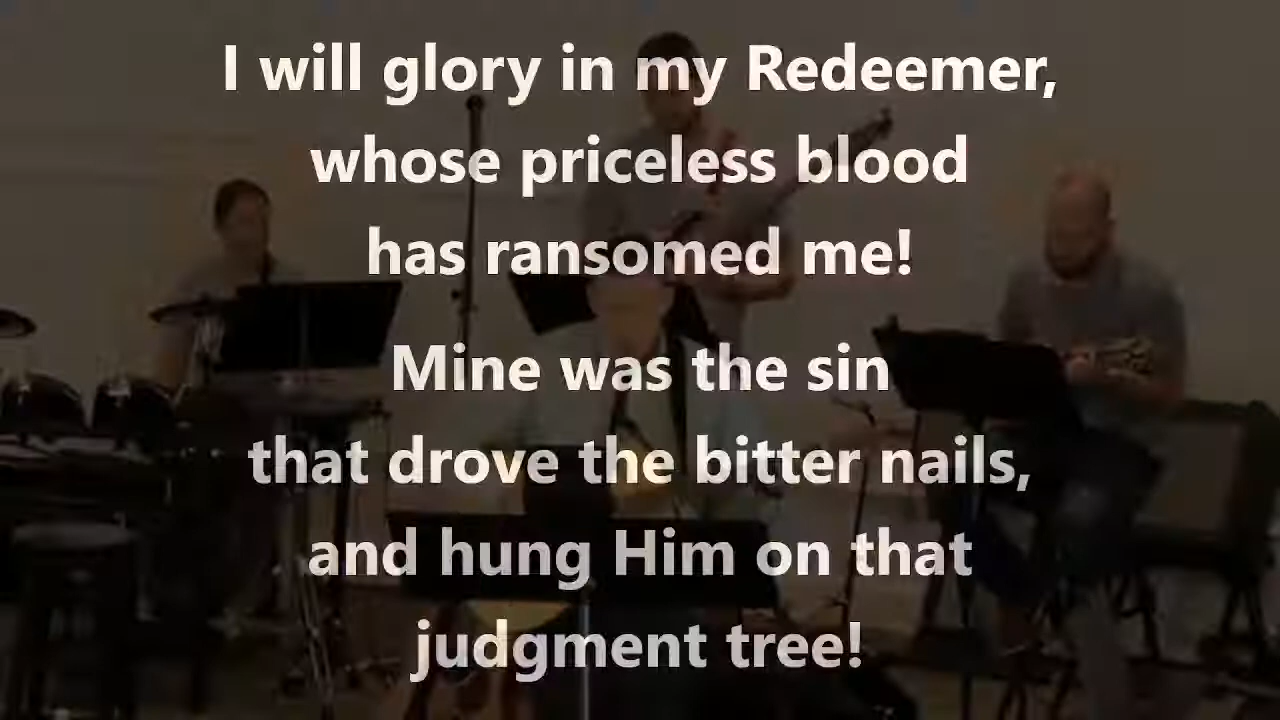 I will glory in my Redeemer,
whose priceless blood
has ransomed me!
Mine was the sin
that drove the bitter nails,
and hung Him on that
judgment tree!